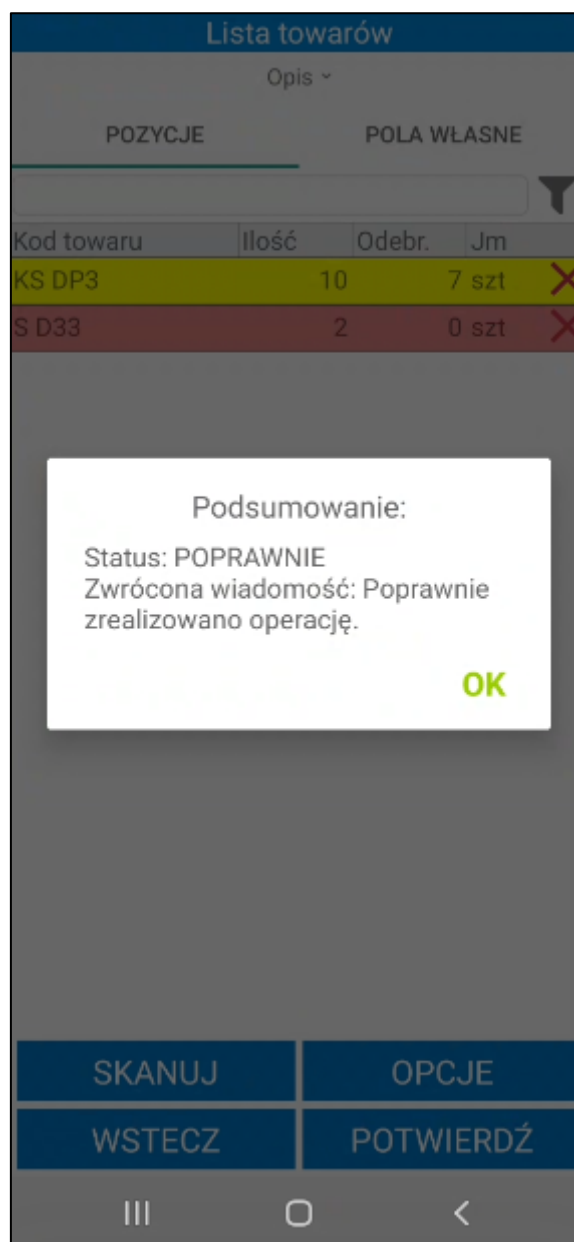 Lista towarów
Opis
POZYCJE POLA WŁASNE
Kod towaru Ilość Odebr. Jm
KS DP3 10 7 szt
S D33 2 0 szt
Podsumowanie:
Status: POPRAWNIE
Zwrócona wiadomość: Poprawnie
zrealizowano operację.
OK
SKANUJ OPCJE
WSTECZ POTWIERDŹ